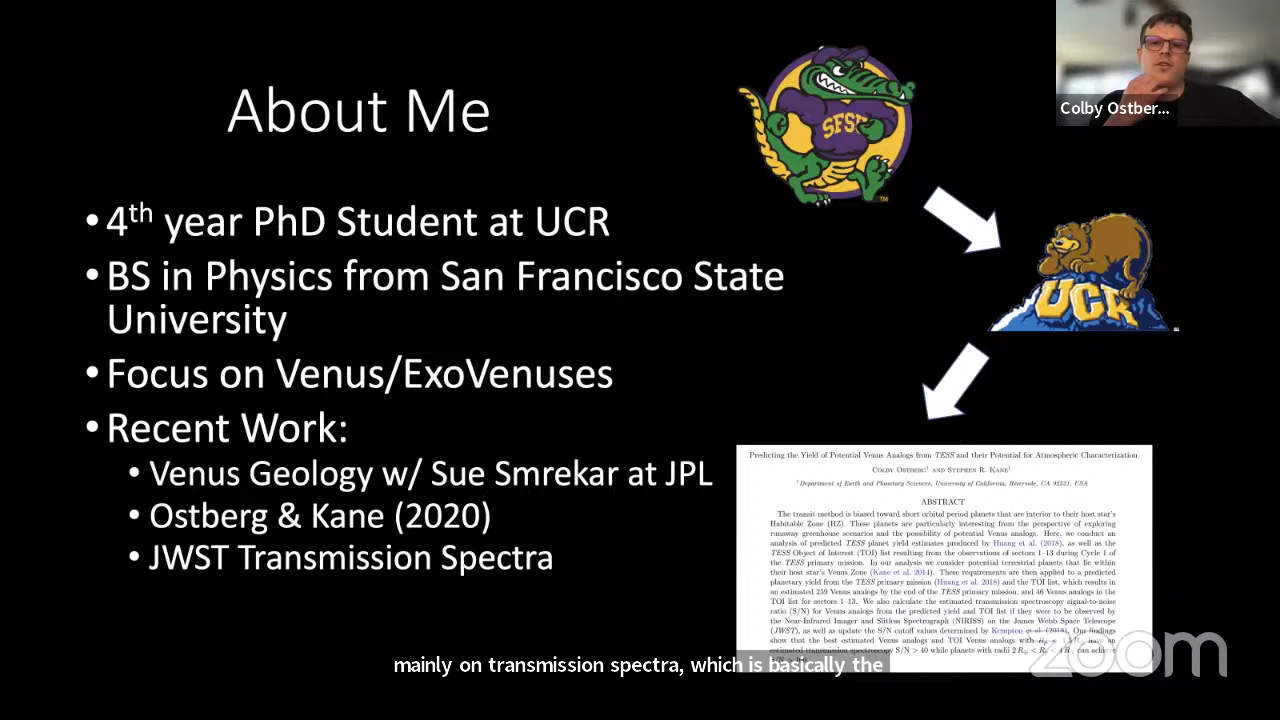 About Me
SFSU
Colby Ostber...
• 4th year PhD Student at UCR
• BS in Physics from San Francisco State
University
• Focus on Venus/ExoVenuses
• Recent Work:
• Venus Geology w/ Sue Smrekar at JPL
• Ostberg & Kane (2020)
• JWST Transmission Spectra
UCR
Predicting the Yield of Potential Venus Analogs from TESS and their Potential for Atmospheric Characterization
Colby Ostberg¹ and Stephen R. Kane¹
¹Department of Earth and Planetary Sciences, University of California, Riverside, CA 92521, USA
ABSTRACT
The transit method is biased toward short orbital period planets that are interior to their host star's
Habitable Zone (HZ). These planets are particularly interesting from the perspective of exploring
runaway greenhouse scenarios and the possibility of potential Venus analogs. Here, we conduct an
analysis of predicted TESS planet yield estimates produced by Huang et al. (2018), as well as the
TESS Object of Interest (TOI) list resulting from the observations of sectors 1–13 during Cycle 1 of
the TESS primary mission. In our analysis we consider potential terrestrial planets that lie within
their host star's Venus Zone (Kane et al. 2014). These requirements are then applied to a predicted
planetary yield from the TESS primary mission (Huang et al. 2018) and the TOI list, which results in
an estimated 259 Venus analogs by the end of the TESS primary mission, and 46 Venus analogs in the
TOI list for sectors 1–13. We also calculate the estimated transmission spectroscopy signal-to-noise
ratio (S/N) for Venus analogs from the predicted yield and TOI list if they were to be observed by
the Near-Infrared Imager and Slitless Spectrograph (NIRISS) on the James Webb Space Telescope
(JWST), as well as update the S/N cutoff values determined by Kempton et al. (2018). Our findings
show that the best estimated Venus analogs and TOI Venus analogs with have an
estimated transmission spectroscopy S/N > 40 while planets with radii can achieve
mainly on transmission spectra, which is basically the
zoom